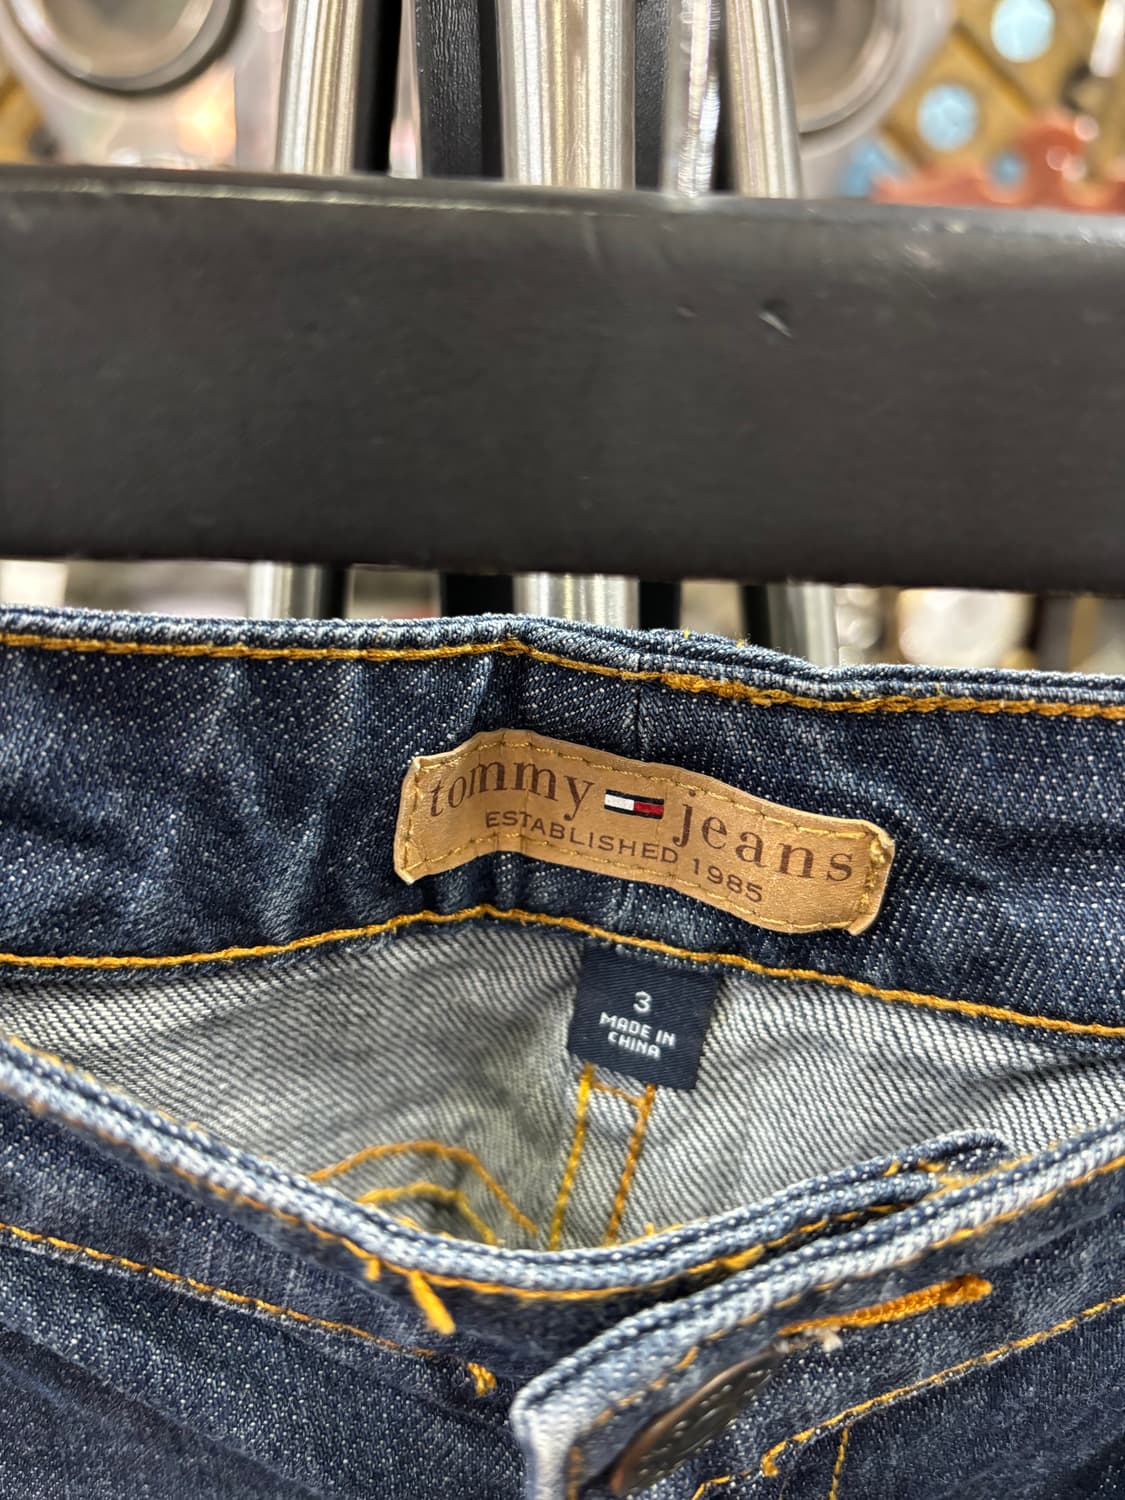 tommy jeans
ESTABLISHED 1985
3
MADE IN
CHINA